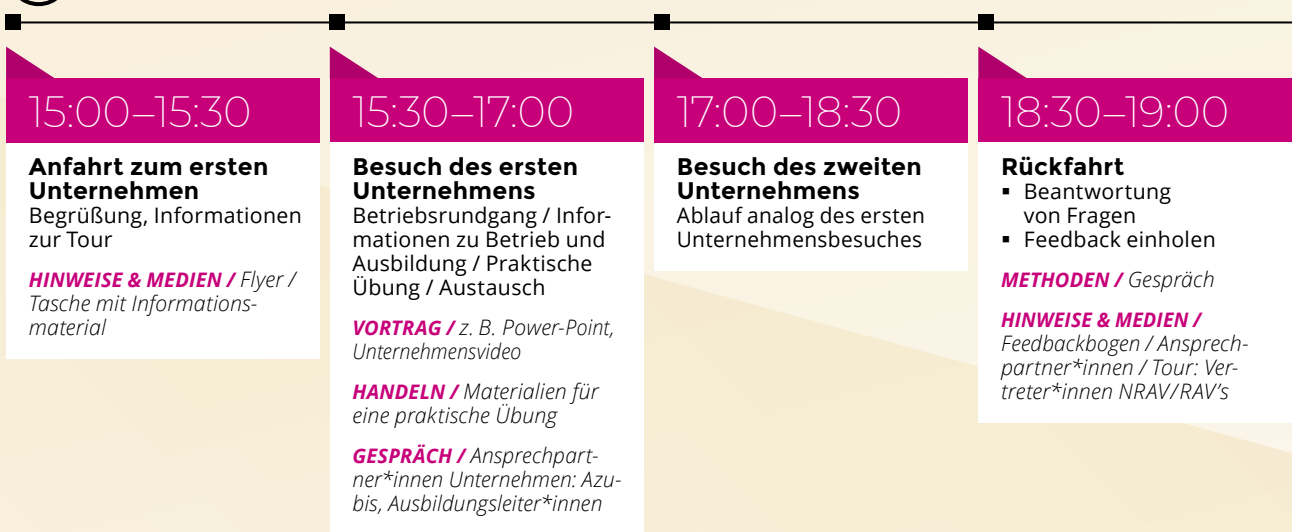 15:00–15:30
Anfahrt zum ersten
Unternehmen
Begrüßung, Informationen
zur Tour
HINWEISE & MEDIEN / Flyer /
Tasche mit Informations-
material
15:30–17:00
Besuch des ersten
Unternehmens
Betriebsrundgang / Infor-
mationen zu Betrieb und
Ausbildung / Praktische
Übung / Austausch
VORTRAG / z. B. Power-Point,
Unternehmensvideo
HANDELN / Materialien für
eine praktische Übung
GESPRÄCH / Ansprechpart-
ner*innen Unternehmen: Azu-
bis, Ausbildungsleiter*innen
17:00–18:30
Besuch des zweiten
Unternehmens
Ablauf analog des ersten
Unternehmensbesuches
18:30–19:00
Rückfahrt
▪ Beantwortung
von Fragen
▪ Feedback einholen
METHODEN / Gespräch
HINWEISE & MEDIEN /
Feedbackbogen / Ansprech-
partner*innen / Tour: Ver-
treter*innen NRAV/RAV’s